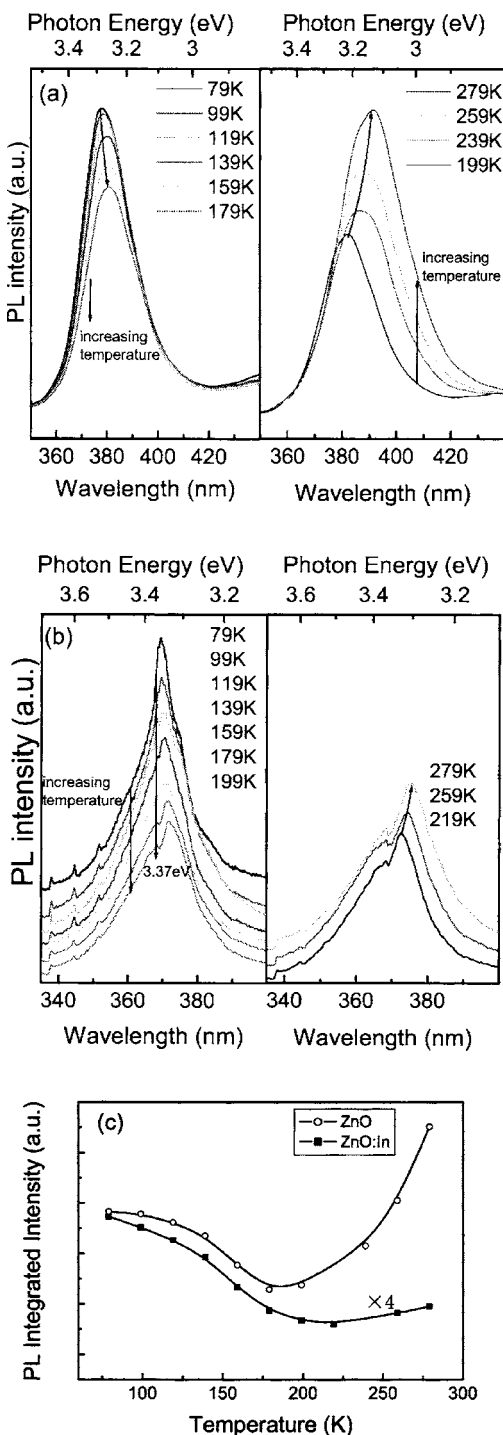 Photon Energy (eV)
3.4 3.2 3
Photon Energy (eV)
3.4 3.2 3
(a)
79K
99K
119K
139K
159K
179K
increasing
temperature
279K
259K
239K
199K
increasing
temperature
PL intensity (a.u.)
360 380 400 420
Wavelength (nm)
360 380 400 420
Wavelength (nm)
Photon Energy (eV)
3.6 3.4 3.2
Photon Energy (eV)
3.6 3.4 3.2
(b)
79K
99K
119K
139K
159K
179K
199K
increasing
temperature
3.37eV
279K
259K
219K
PL intensity (a.u.)
340 360 380
Wavelength (nm)
340 360 380
Wavelength (nm)
(c)
ZnO
ZnO:In
×4
PL Integrated Intensity (a.u.)
100 150 200 250 300
Temperature (K)